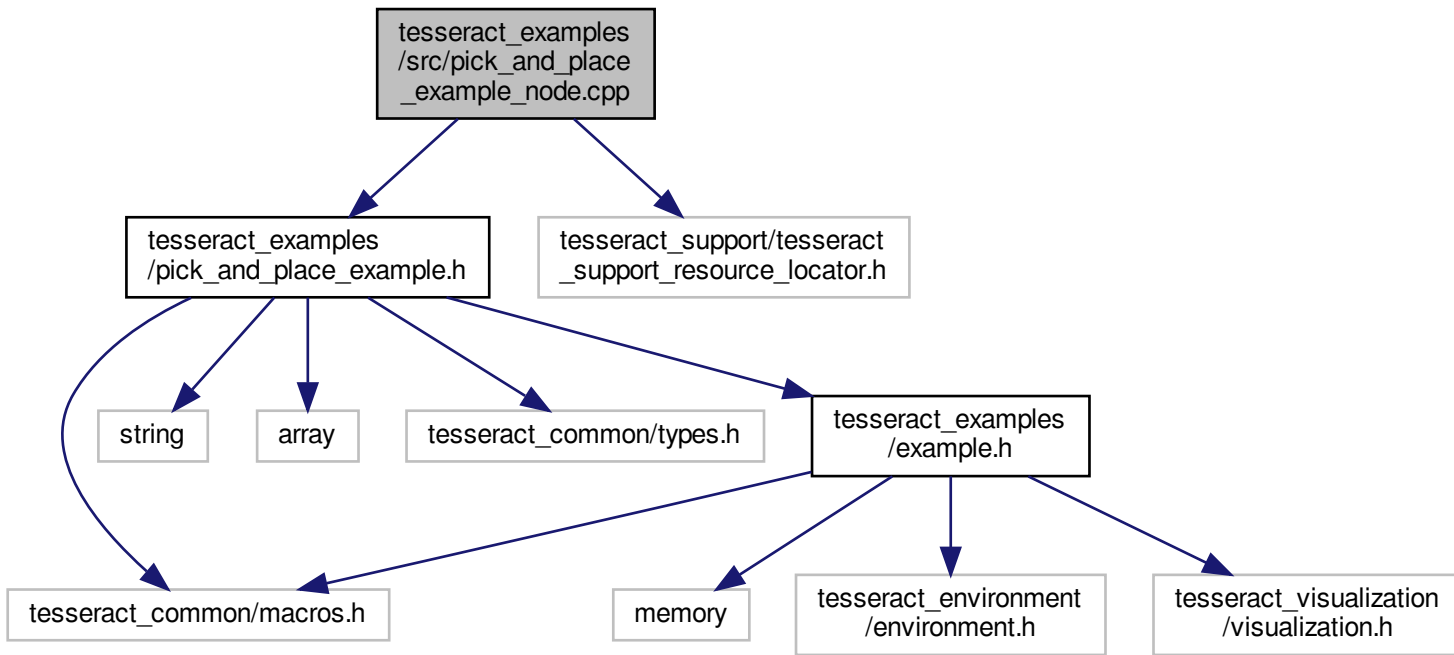 tesseract_examples
/src/pick_and_place
_example_node.cpp
tesseract_examples
/pick_and_place_example.h
tesseract_support/tesseract
_support_resource_locator.h
string
array
tesseract_common/types.h
tesseract_examples
/example.h
tesseract_common/macros.h
memory
tesseract_environment
/environment.h
tesseract_visualization
/visualization.h